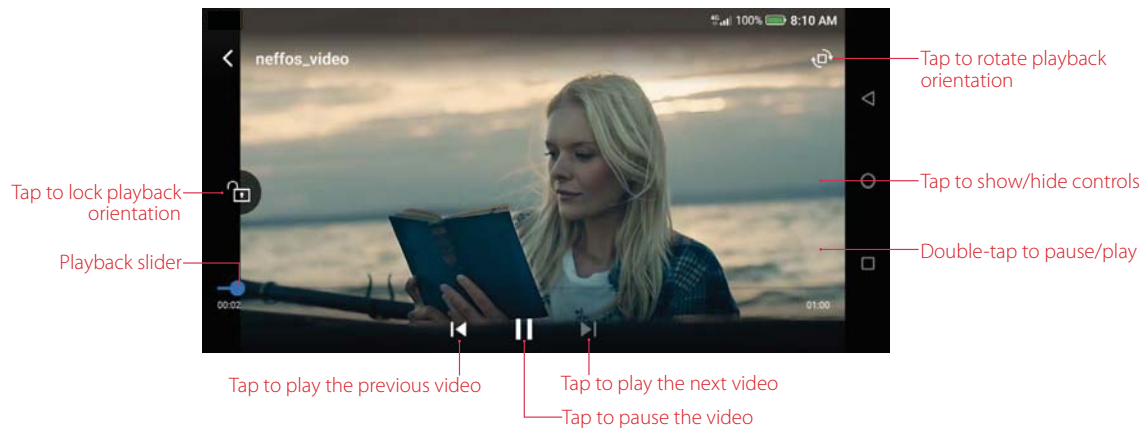 4G 100% 8:10 AM
neffos_video
Tap to rotate playback
orientation
Tap to lock playback
orientation
Tap to show/hide controls
Playback slider
Double-tap to pause/play
00:02
01:00
Tap to play the previous video
Tap to play the next video
Tap to pause the video